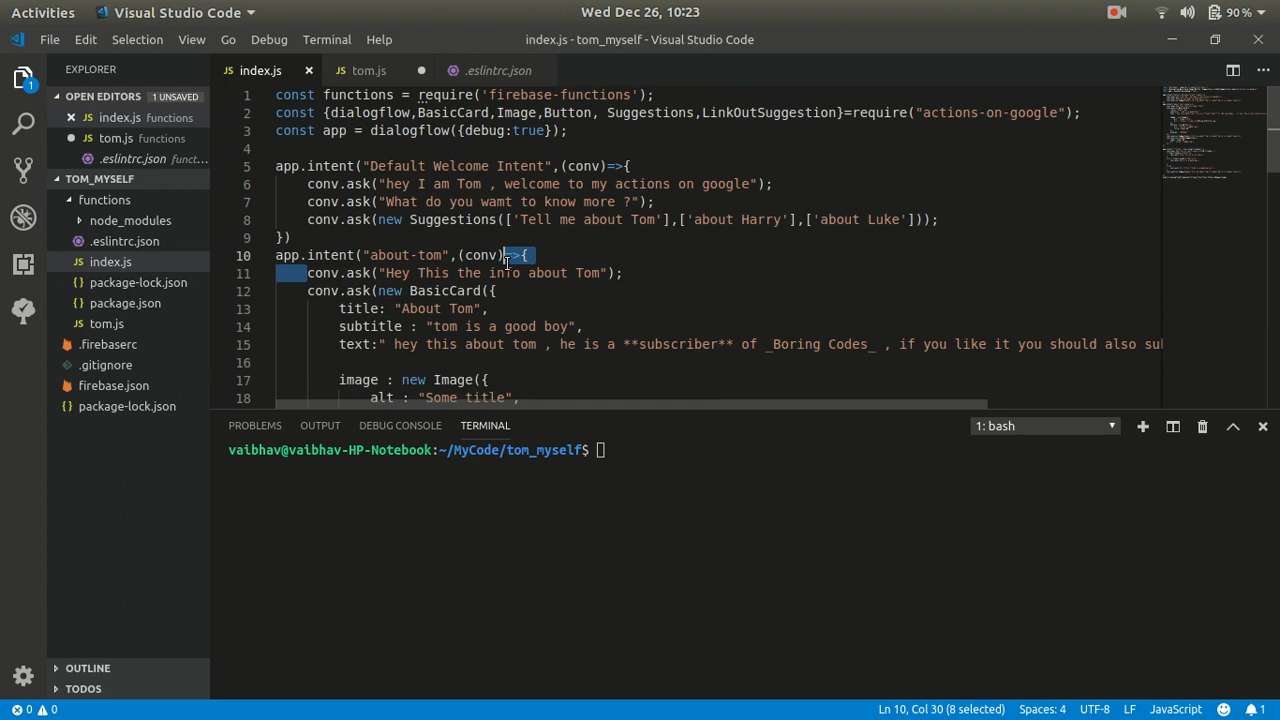 Activities
Visual Studio Code
Wed Dec 26, 10:23
90 %
File Edit Selection View Go Debug Terminal Help
index.js - tom_myself - Visual Studio Code
EXPLORER
OPEN EDITORS 1 UNSAVED
JS index.js functions
JS tom.js functions
.eslintrc.json funct...
TOM_MYSELF
functions
node_modules
.eslintrc.json
JS index.js
package-lock.json
package.json
JS tom.js
.firebaserc
.gitignore
firebase.json
package-lock.json
OUTLINE
TODOS
1
JS index.js
JS tom.js
.eslintrc.json
1 const functions = require('firebase-functions');
2 const {dialogflow,BasicCard,Image,Button, Suggestions,LinkOutSuggestion}=require("actions-on-google");
3 const app = dialogflow({debug:true});
4
5 app.intent("Default Welcome Intent",(conv)=>{
6 conv.ask("hey I am Tom , welcome to my actions on google");
7 conv.ask("What do you wamt to know more ?");
8 conv.ask(new Suggestions(['Tell me about Tom'],['about Harry'],['about Luke']));
9 })
10 app.intent("about-tom",(conv)=>{
11 conv.ask("Hey This the info about Tom");
12 conv.ask(new BasicCard({
13 title: "About Tom",
14 subtitle : "tom is a good boy",
15 text:" hey this about tom , he is a **subscriber** of _Boring Codes_ , if you like it you should also su
16
17 image : new Image({
18 alt : "Some title",
PROBLEMS OUTPUT DEBUG CONSOLE TERMINAL
1: bash
vaibhav@vaibhav-HP-Notebook:~/MyCode/tom_myself$
0 0
Ln 10, Col 30 (8 selected) Spaces: 4 UTF-8 LF JavaScript 1